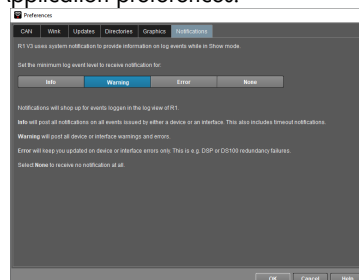 Application preferences.
Preferences
CAN Wink Updates Directories Graphics Notifications
R1 V3 uses system notification to provide information on log events while in Show mode.
Set the minimum log event level to receive notification for:
Info Warning Error None
Notifications will shop up for events loggen in the log view of R1.
Info will post all notifications on all events issued by either a device or an interface. This also includes timeout notifications.
Warning will post all device or interface warnings and errors.
Error will keep you updated on device or interface errors only. This is e.g. DSP or DS100 redundancy failures.
Select None to receive no notification at all.
OK Cancel Help